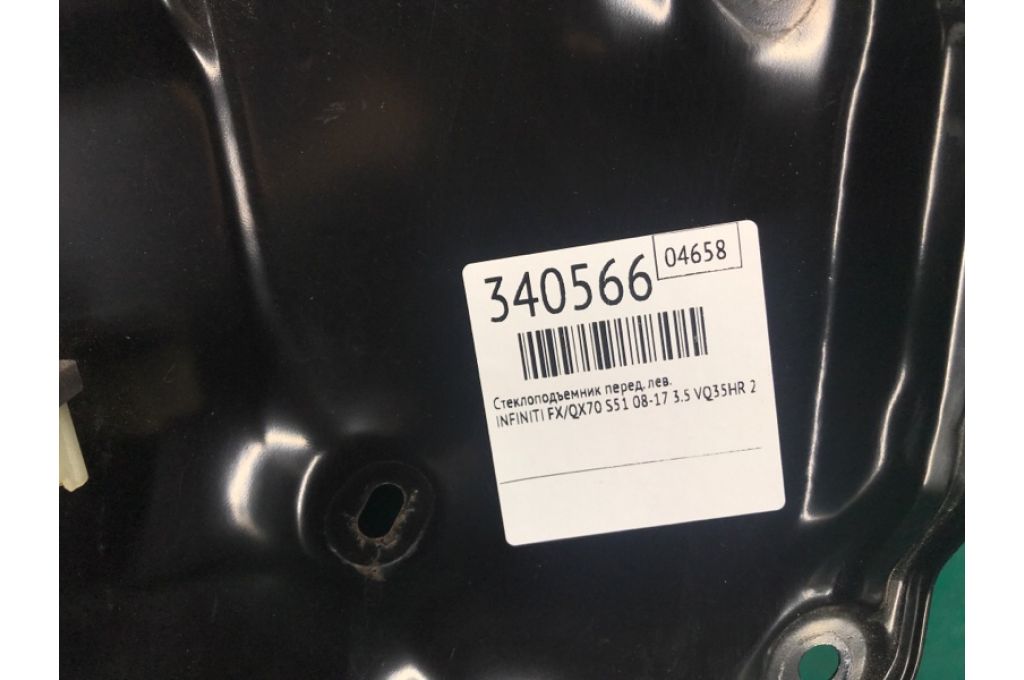 340566
04658
Стеклоподъемник перед. лев.
INFINITI FX/QX70 S51 08-17 3.5 VQ35HR 2